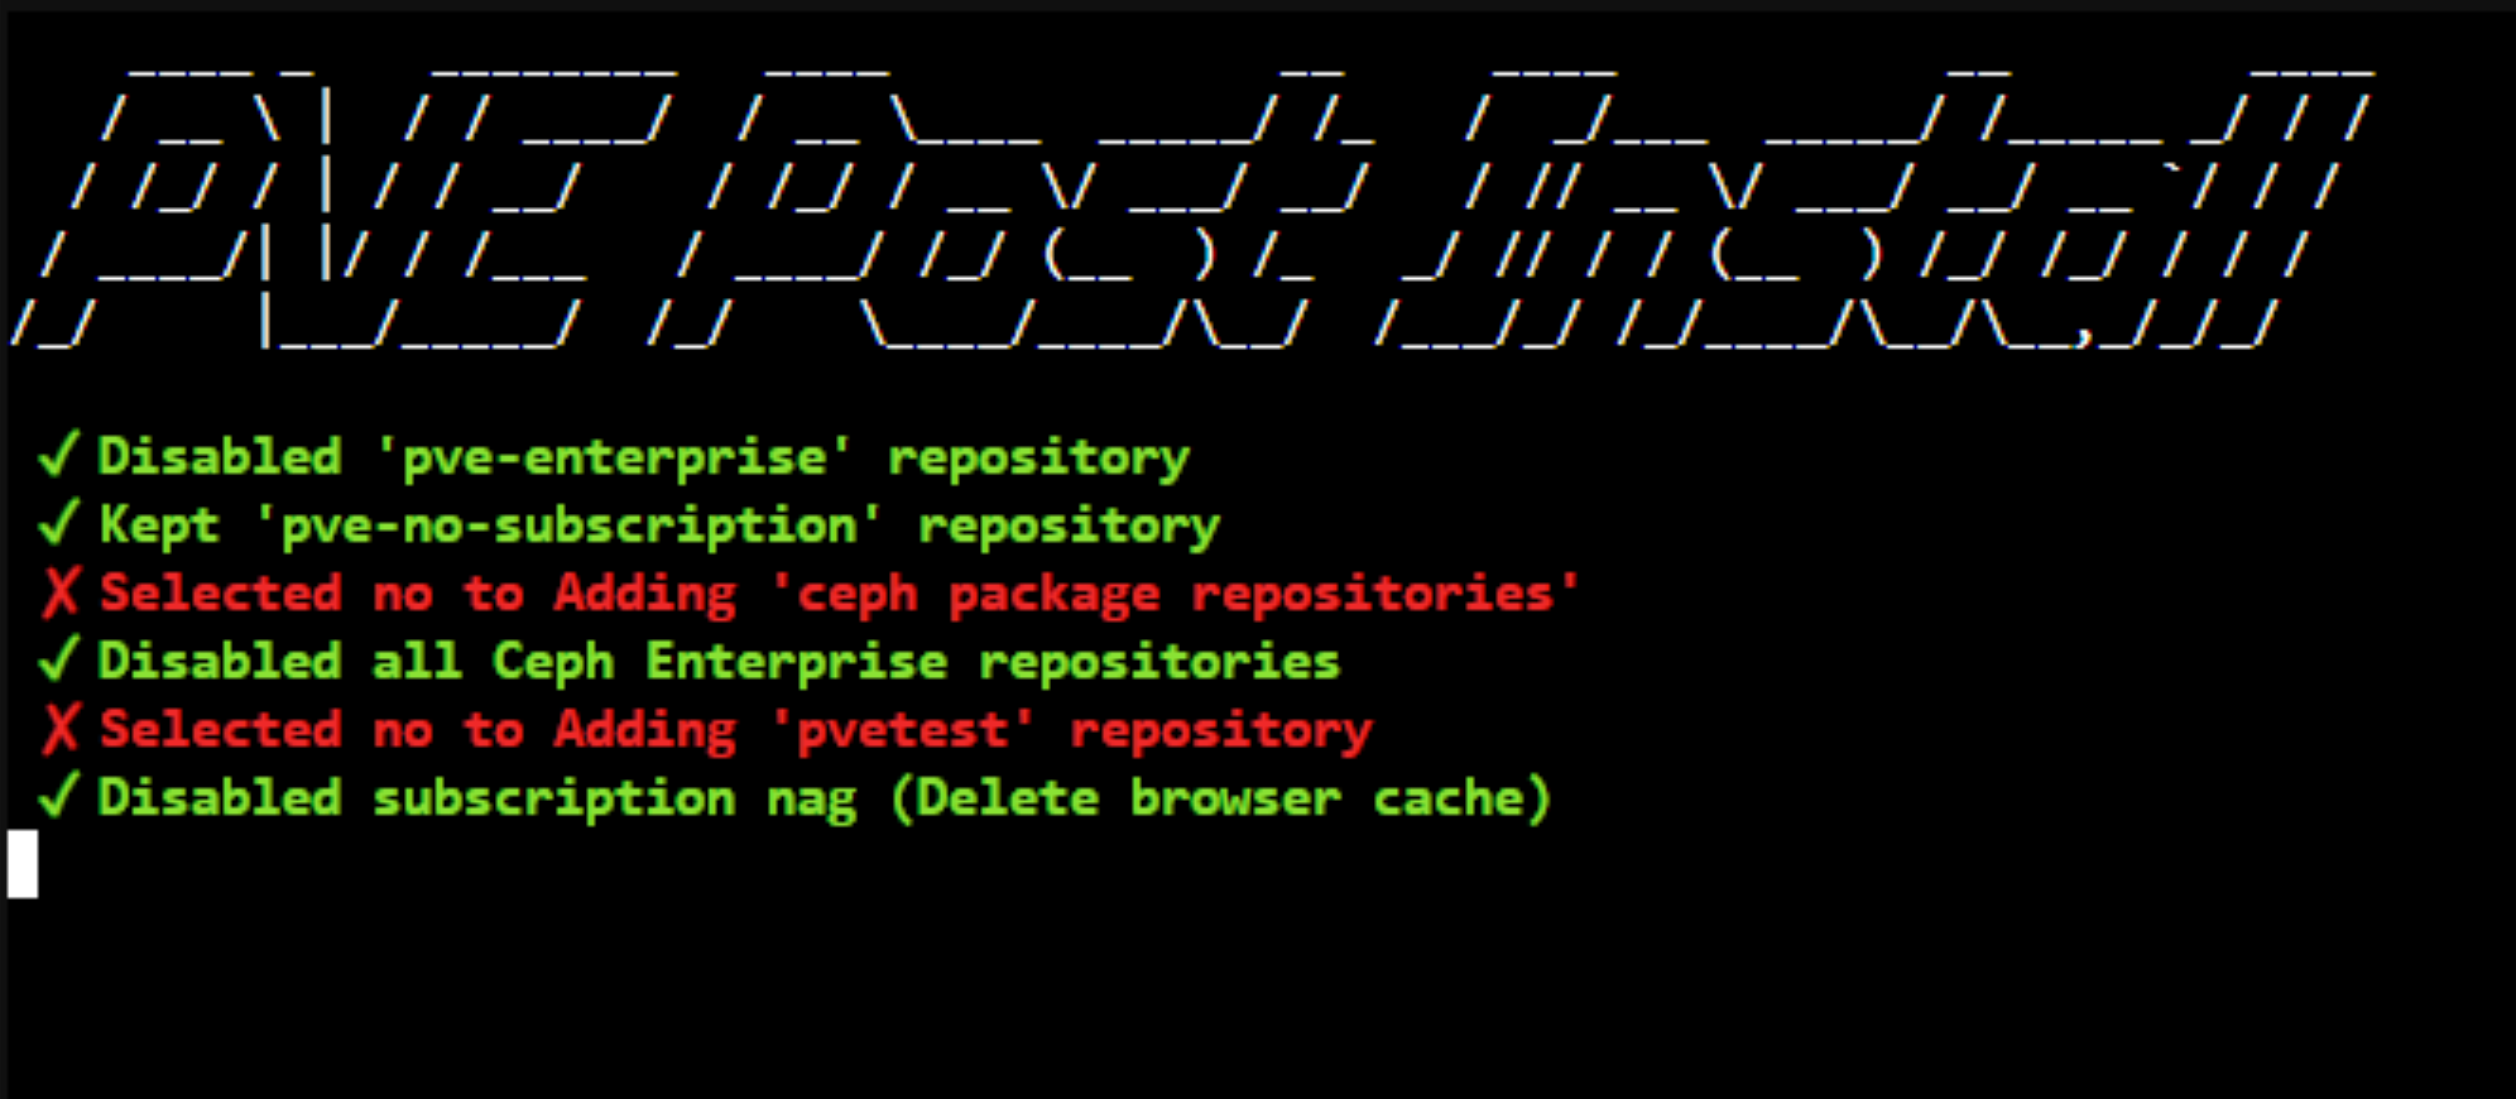 PVE Post Install
✓ Disabled 'pve-enterprise' repository
✓ Kept 'pve-no-subscription' repository
✗ Selected no to Adding 'ceph package repositories'
✓ Disabled all Ceph Enterprise repositories
✗ Selected no to Adding 'pvetest' repository
✓ Disabled subscription nag (Delete browser cache)